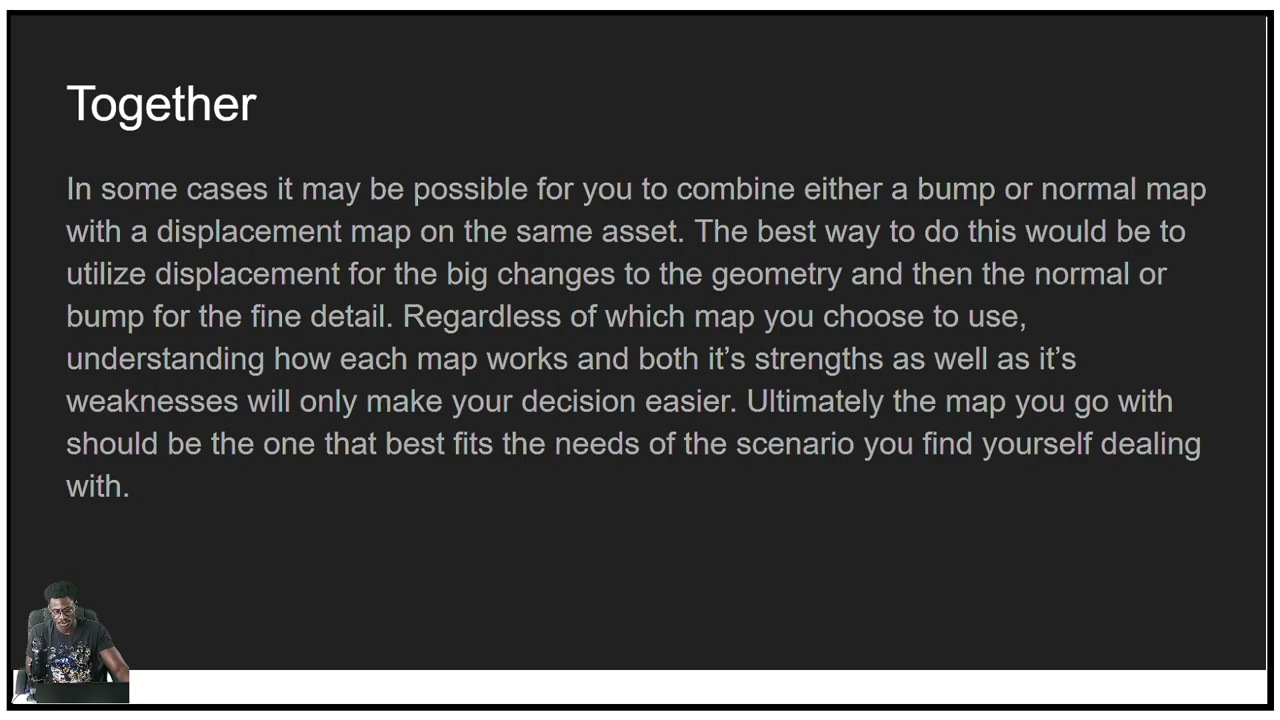 Together
In some cases it may be possible for you to combine either a bump or normal map
with a displacement map on the same asset. The best way to do this would be to
utilize displacement for the big changes to the geometry and then the normal or
bump for the fine detail. Regardless of which map you choose to use,
understanding how each map works and both it’s strengths as well as it’s
weaknesses will only make your decision easier. Ultimately the map you go with
should be the one that best fits the needs of the scenario you find yourself dealing
with.